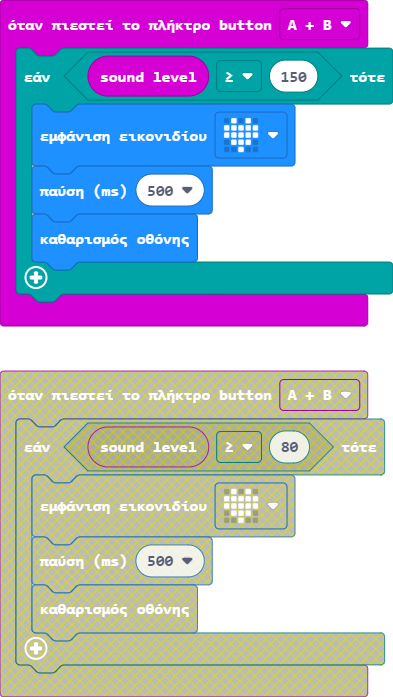 όταν πιεστεί το πλήκτρο button A + B
εάν sound level ≥ 150 τότε
εμφάνιση εικονιδίου
παύση (ms) 500
καθαρισμός οθόνης
όταν πιεστεί το πλήκτρο button A + B
εάν sound level ≥ 80 τότε
εμφάνιση εικονιδίου
παύση (ms) 500
καθαρισμός οθόνης